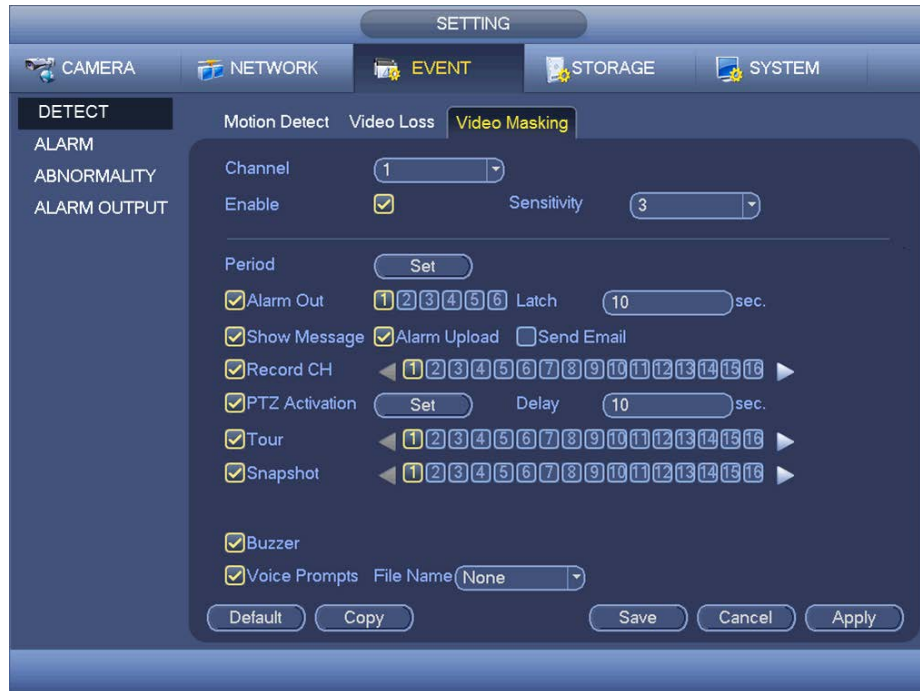 SETTING
CAMERA NETWORK EVENT STORAGE SYSTEM
DETECT
ALARM
ABNORMALITY
ALARM OUTPUT
Motion Detect Video Loss Video Masking
Channel 1
Enable Sensitivity 3
Period Set
Alarm Out 1 2 3 4 5 6 Latch 10 sec.
Show Message Alarm Upload Send Email
Record CH 1 2 3 4 5 6 7 8 9 10 11 12 13 14 15 16
PTZ Activation Set Delay 10 sec.
Tour 1 2 3 4 5 6 7 8 9 10 11 12 13 14 15 16
Snapshot 1 2 3 4 5 6 7 8 9 10 11 12 13 14 15 16
Buzzer
Voice Prompts File Name None
Default Copy Save Cancel Apply